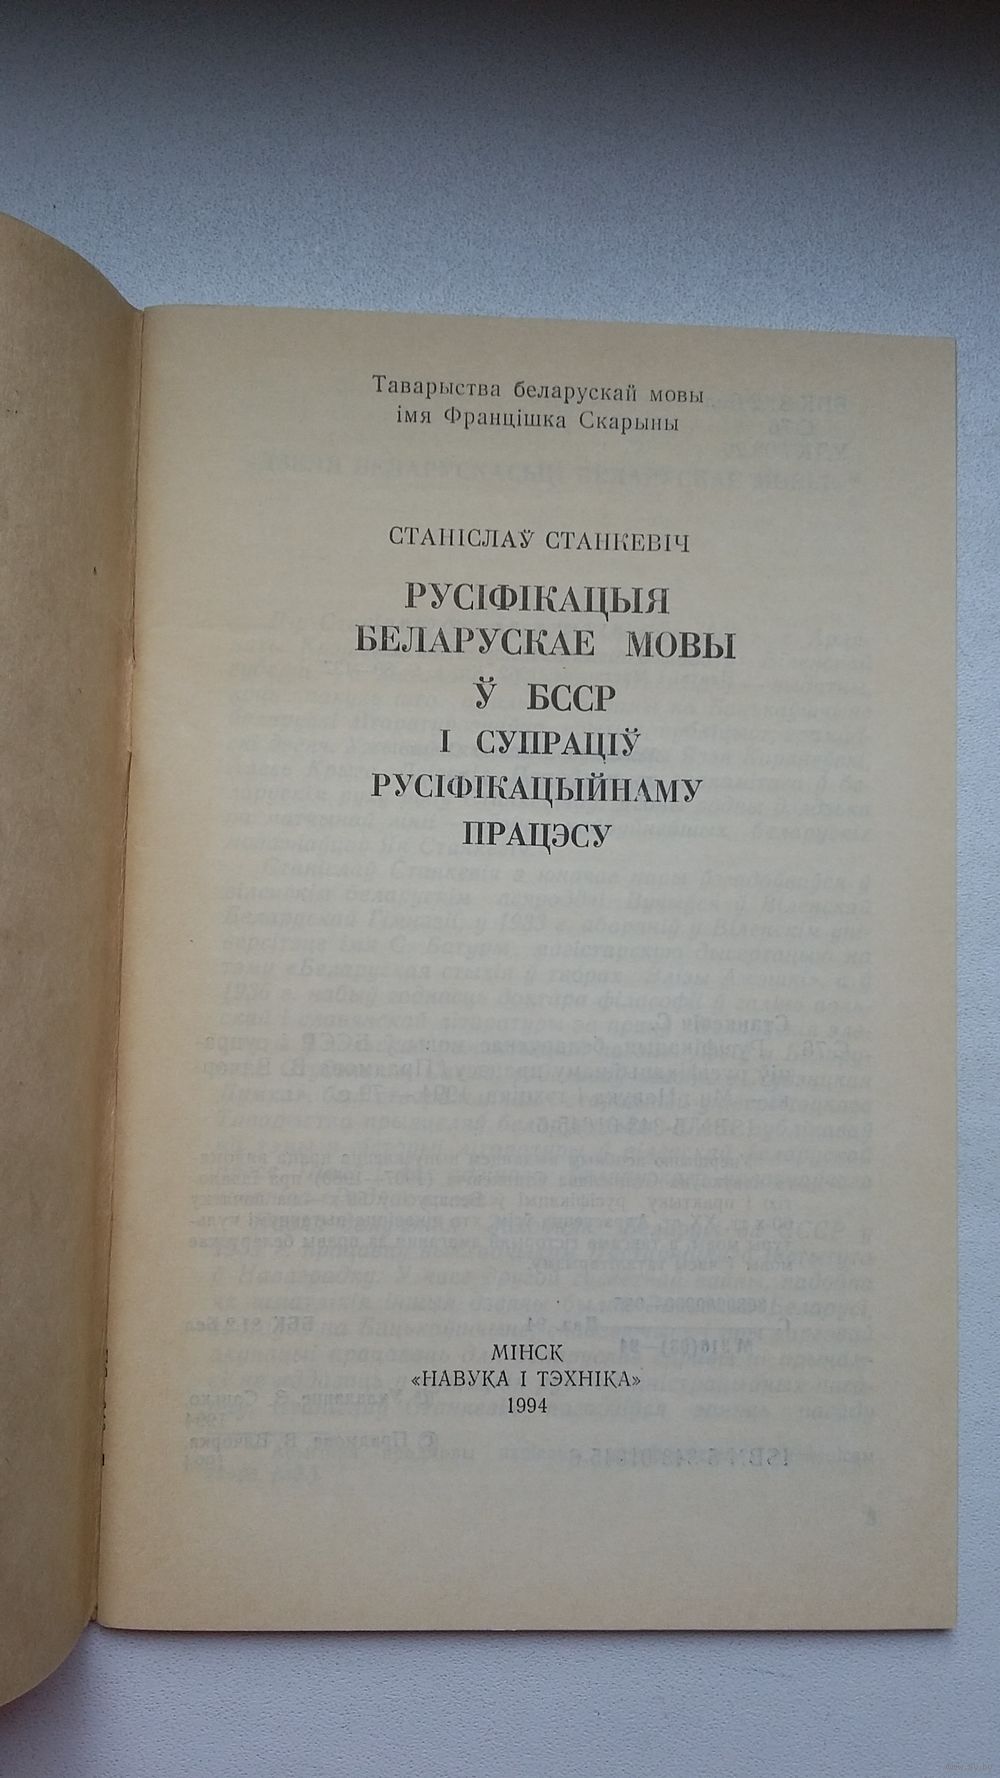 Таварыства беларускай мовы
імя Францішка Скарыны
СТАНІСЛАЎ СТАНКЕВІЧ
РУСІФІКАЦЫЯ
БЕЛАРУСКАЕ МОВЫ
Ў БССР
І СУПРАЦІЎ
РУСІФІКАЦЫЙНАМУ
ПРАЦЭСУ
МІНСК
«НАВУКА І ТЭХНІКА»
1994